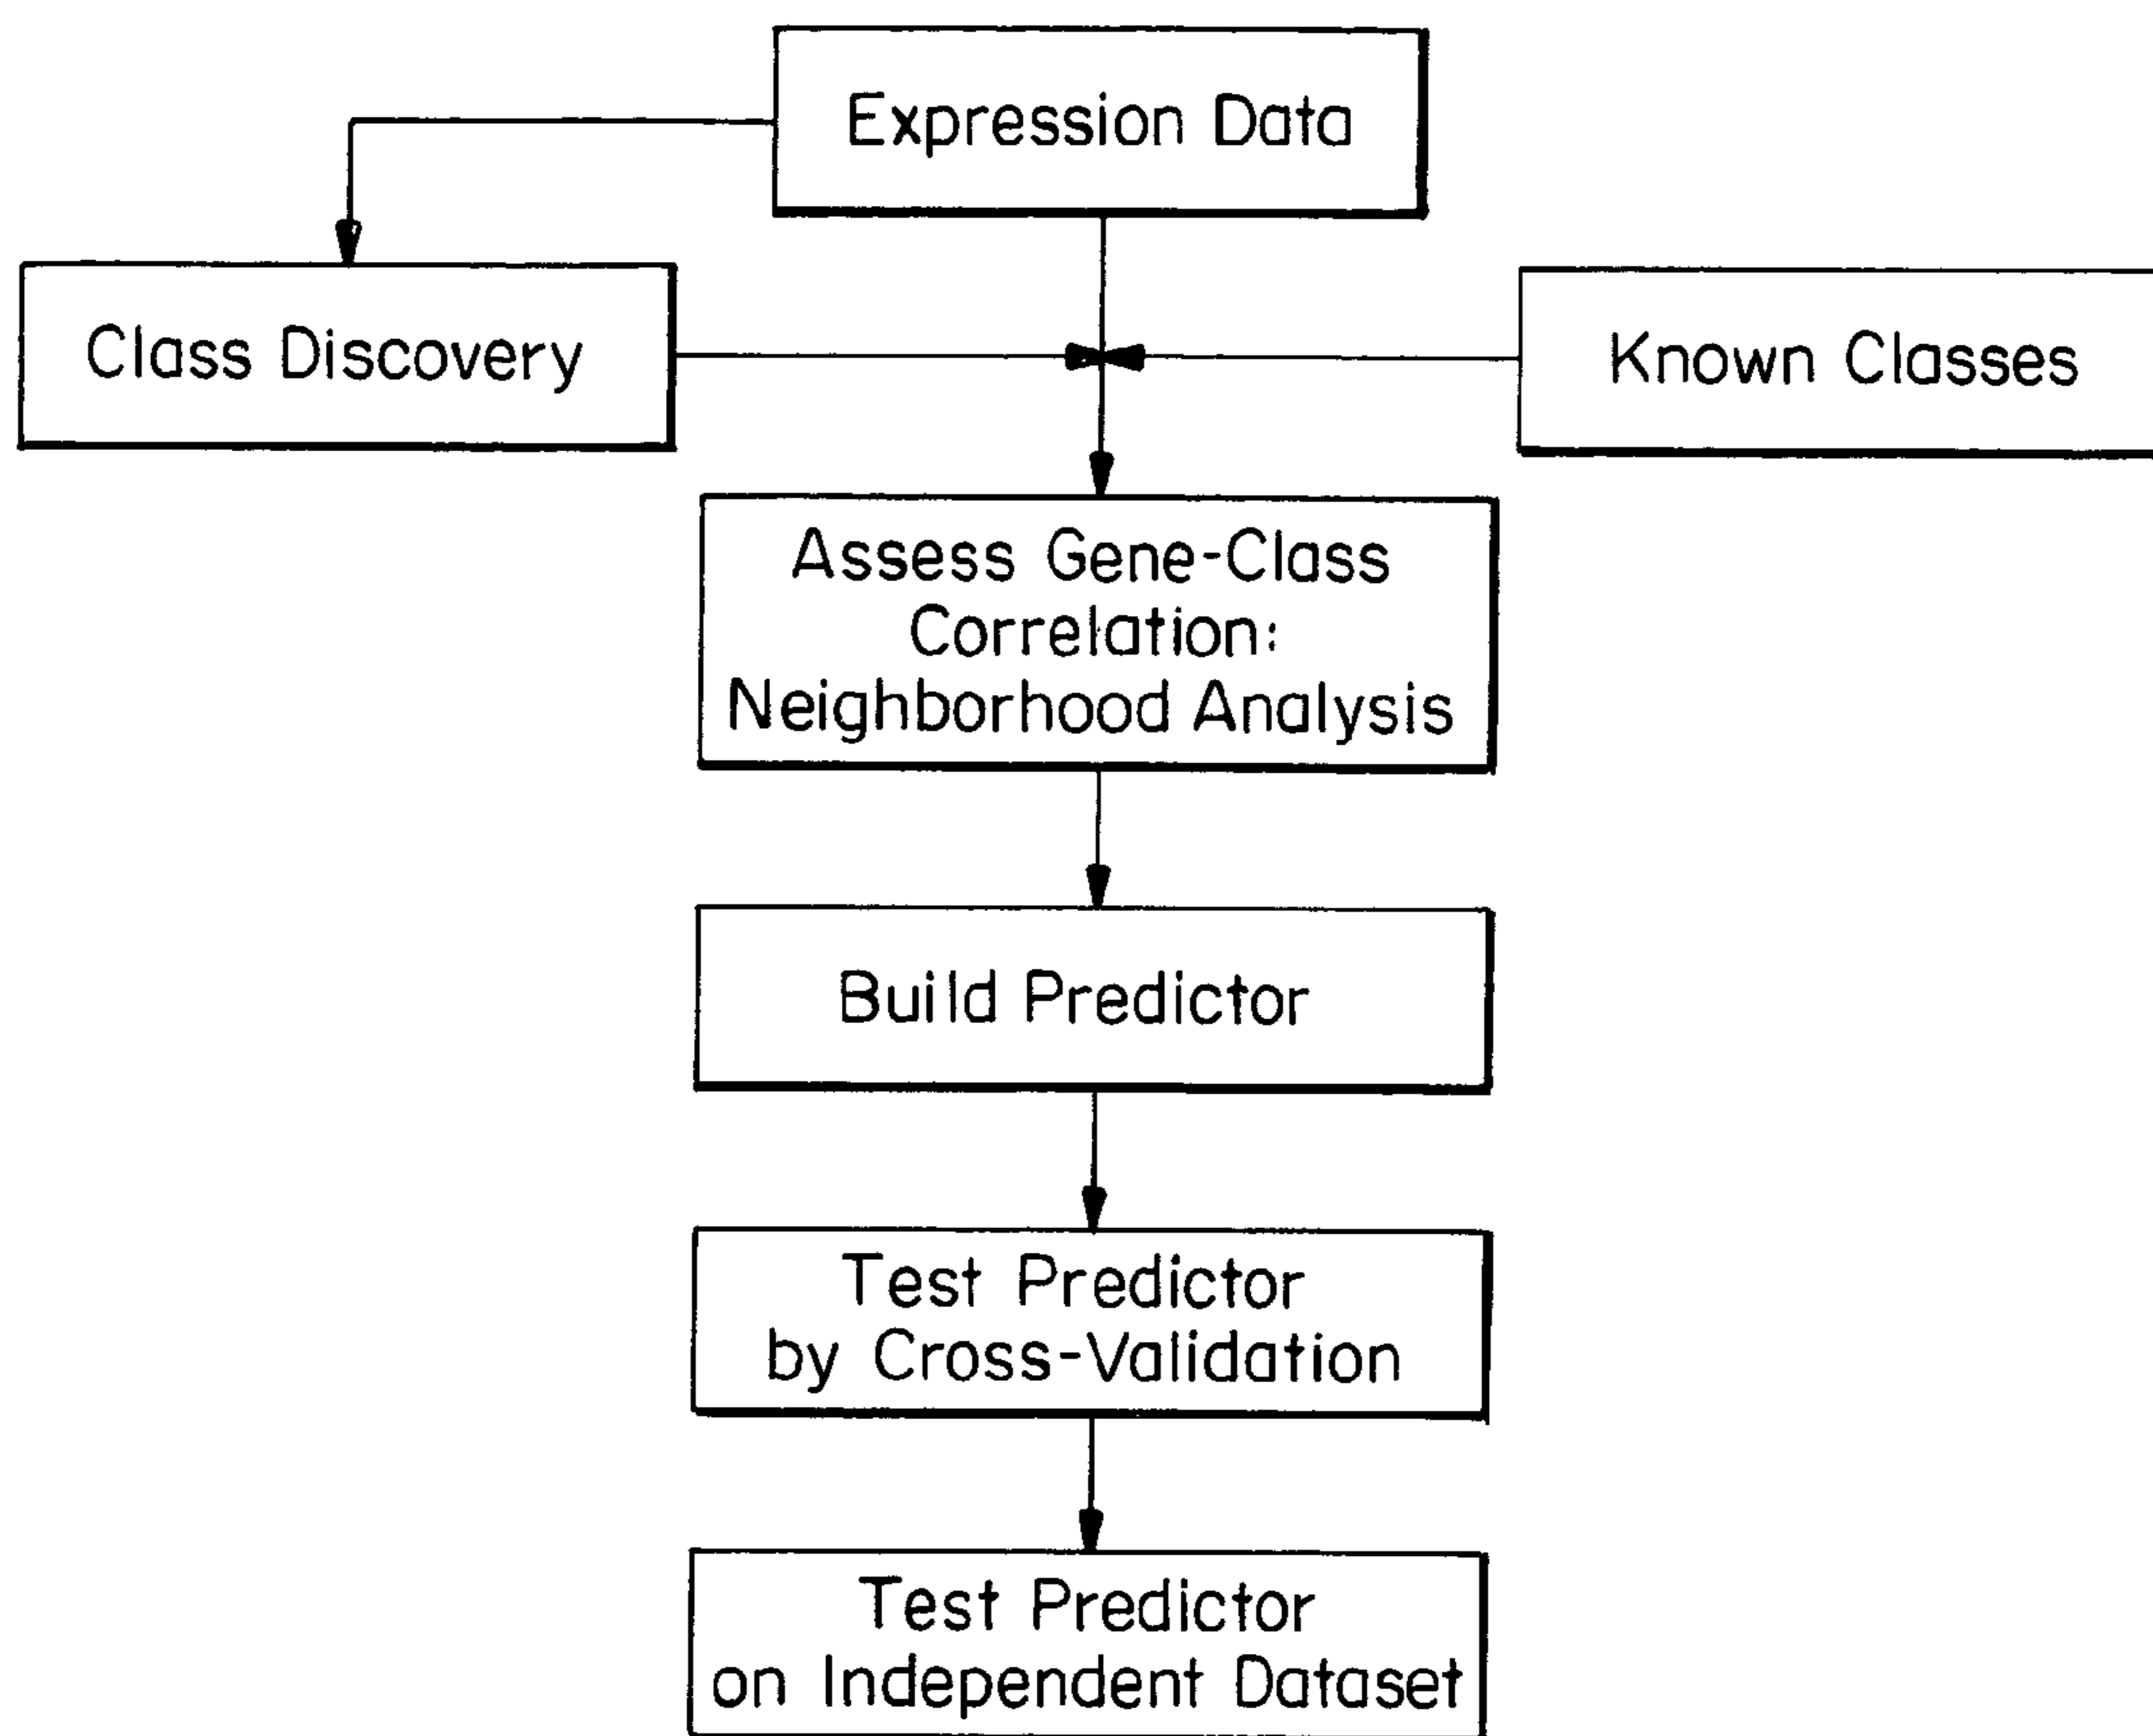 Expression Data
Class Discovery
Known Classes
Assess Gene-Class
Correlation:
Neighborhood Analysis
Build Predictor
Test Predictor
by Cross-Validation
Test Predictor
on Independent Dataset